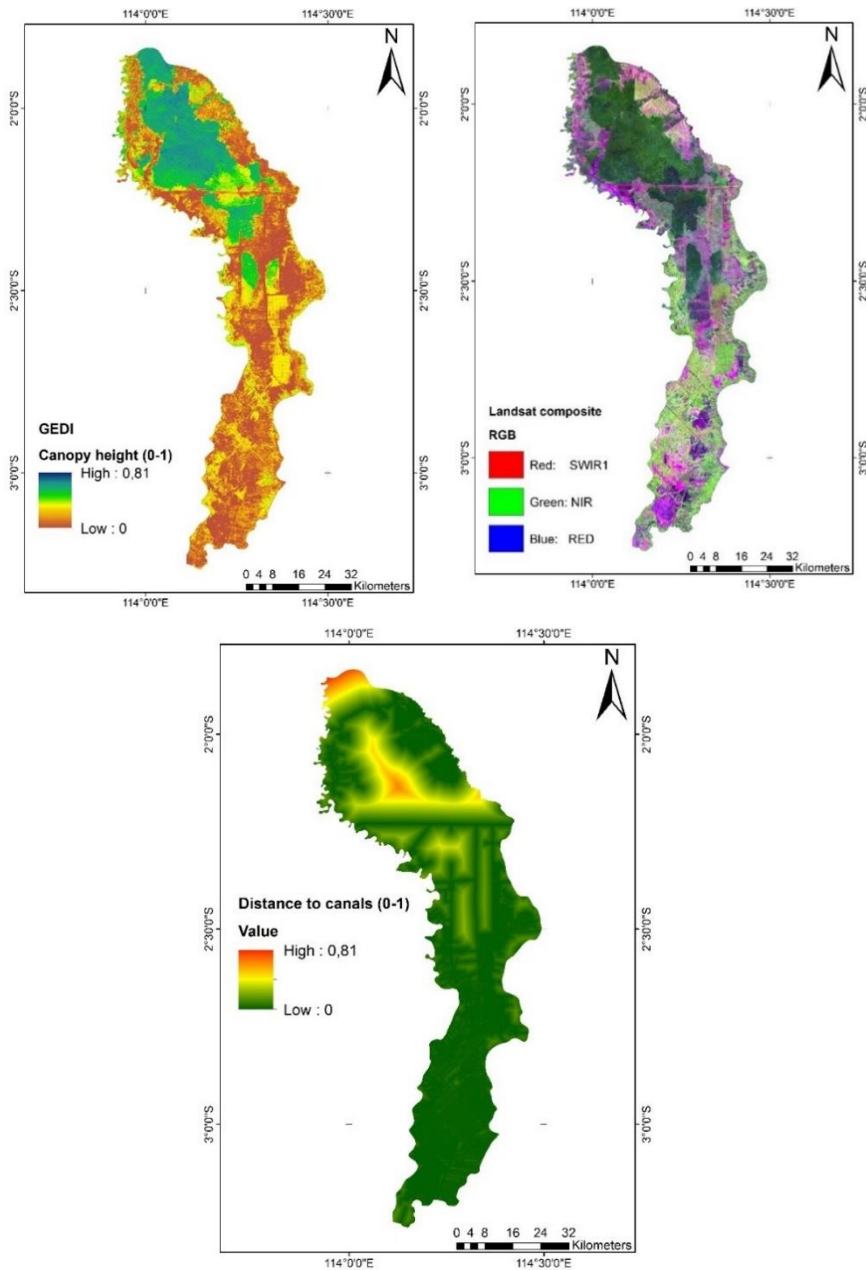 114°0'0"E 114°30'0"E
N
2°0'0"S
2°30'0"S
3°0'0"S
GEDI
Canopy height (0-1)
High : 0,81
Low : 0
0 4 8 16 24 32
Kilometers
114°0'0"E 114°30'0"E
114°0'0"E 114°30'0"E
N
2°0'0"S
2°30'0"S
3°0'0"S
Landsat composite
RGB
Red: SWIR1
Green: NIR
Blue: RED
0 4 8 16 24 32
Kilometers
114°0'0"E 114°30'0"E
114°0'0"E 114°30'0"E
N
2°0'0"S 2°0'0"S
2°30'0"S 2°30'0"S
3°0'0"S 3°0'0"S
Distance to canals (0-1)
Value
High : 0,81
Low : 0
0 4 8 16 24 32
Kilometers
114°0'0"E 114°30'0"E